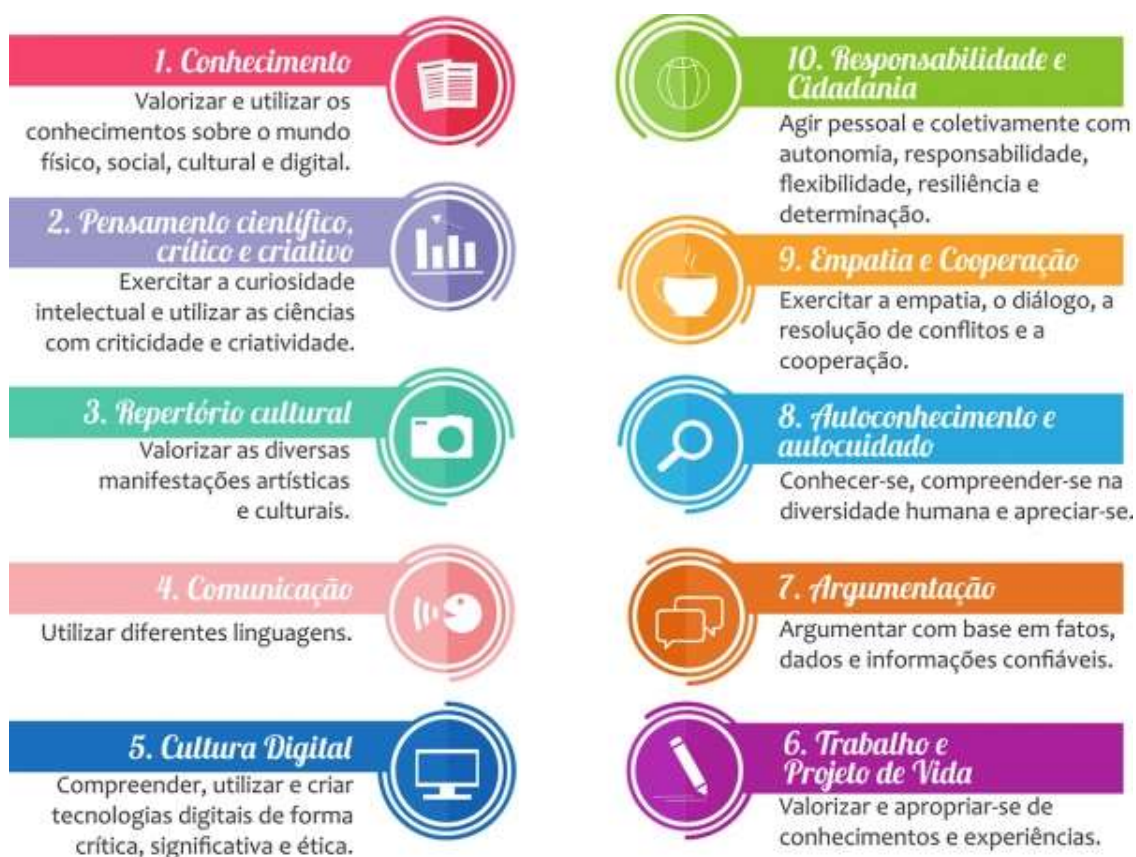 1. Conhecimento
Valorizar e utilizar os
conhecimentos sobre o mundo
físico, social, cultural e digital.
2. Pensamento científico,
crítico e criativo
Exercitar a curiosidade
intelectual e utilizar as ciências
com criticidade e criatividade.
3. Repertório cultural
Valorizar as diversas
manifestações artísticas
e culturais.
4. Comunicação
Utilizar diferentes linguagens.
5. Cultura Digital
Compreender, utilizar e criar
tecnologias digitais de forma
crítica, significativa e ética.
10. Responsabilidade e
Cidadania
Agir pessoal e coletivamente com
autonomia, responsabilidade,
flexibilidade, resiliência e
determinação.
9. Empatia e Cooperação
Exercitar a empatia, o diálogo, a
resolução de conflitos e a
cooperação.
8. Autoconhecimento e
autocuidado
Conhecer-se, compreender-se na
diversidade humana e apreciar-se.
7. Argumentação
Argumentar com base em fatos,
dados e informações confiáveis.
6. Trabalho e
Projeto de Vida
Valorizar e apropriar-se de
conhecimentos e experiências.